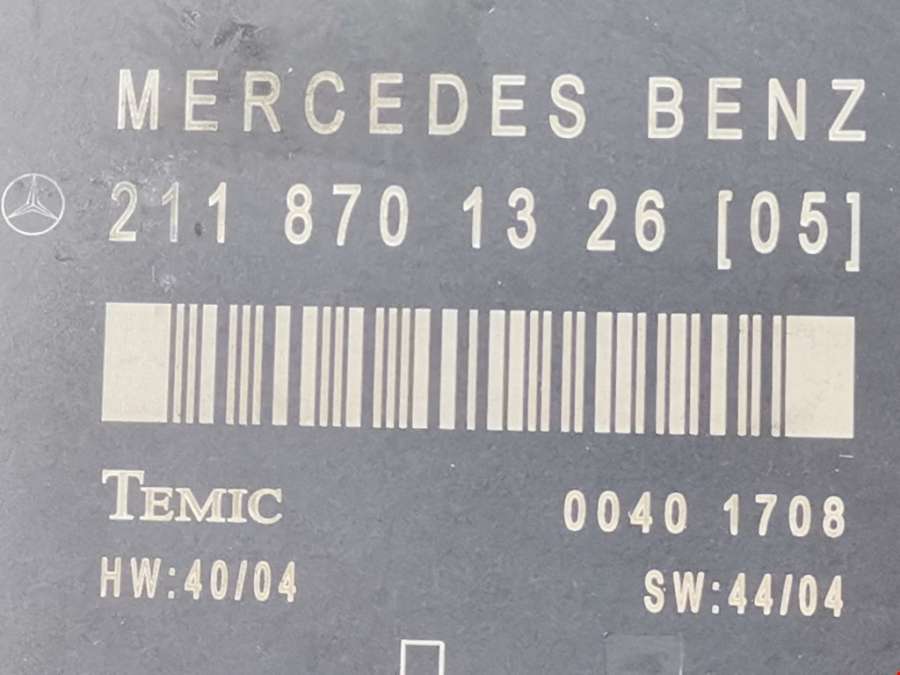 MERCEDES BENZ
211 870 13 26 [05]
TEMIC
0040 1708
HW:40/04
SW:44/04